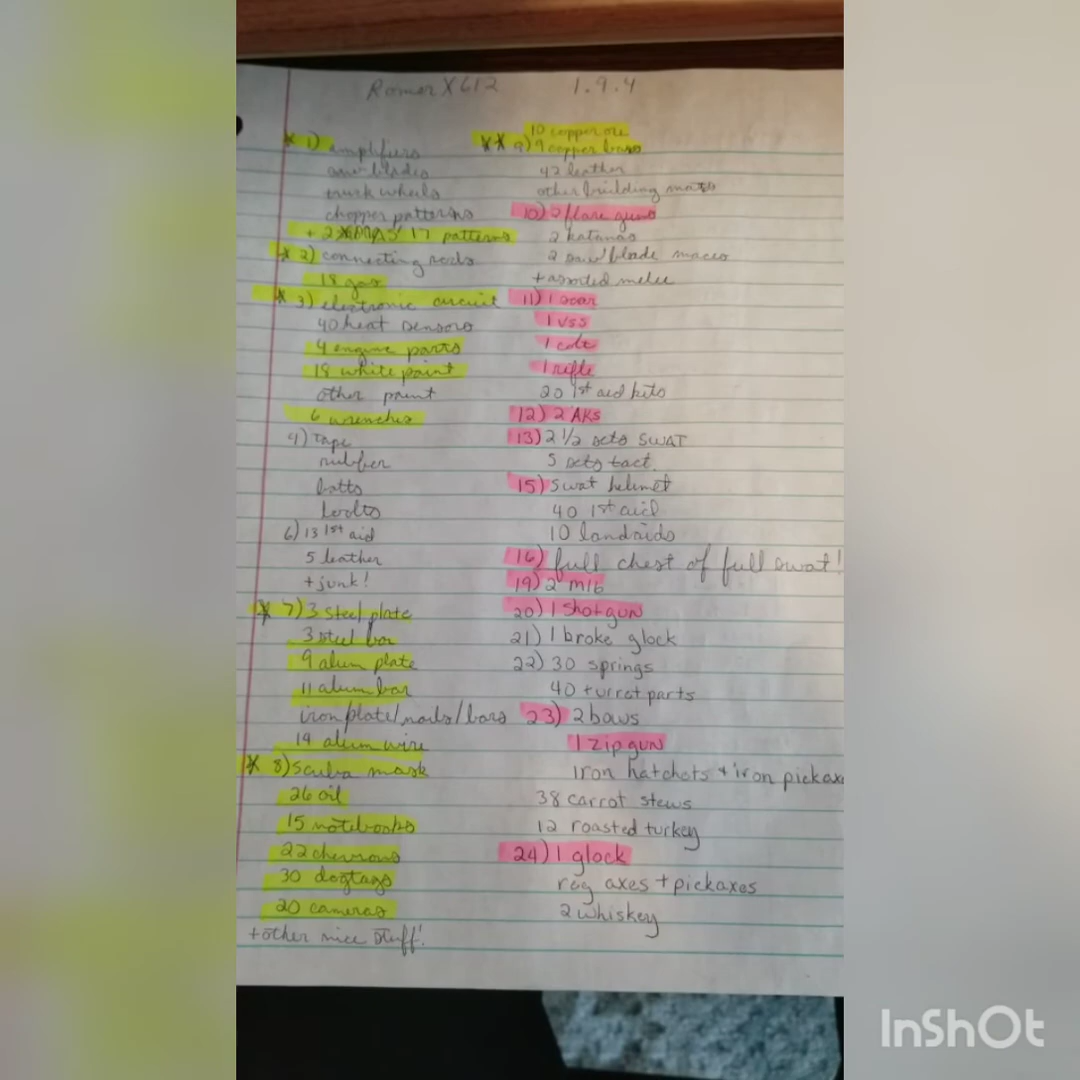 RomerX612 1.9.4
* 1) amplifiers
saw blades
truck wheels
chopper patterns
17 patterns
* 2) connecting rods
18 gas
* 3) electronic circuit
40 heat sensors
4 engine parts
18 white paint
other paint
6 wrenches
4) Tape
rubber
batts
bolts
6) 13 1st aid
5 leather
+ junk!
* 7) 3 steel plate
3 steel bar
9 alum plate
11 alum bar
iron plate/nails/bars
14 alum wire
* 8) Scuba mask
26 oil
15 notebooks
22 chevrons
30 dogtags
20 cameras
+ other nice stuff!
10 copper ore
** 9) 9 copper bars
42 leather
other building mats
10) 2 flare guns
2 katanas
2 saw blade maces
+ assorted melee
11) 1 scar
1 vss
1 colt
1 rifle
20 1st aid kits
12) 2 AKs
13) 2 1/2 sets SWAT
5 sets tact.
15) swat helmet
40 1st aid
10 landaids
16) full chest of full swat!
19) 2 M16
20) 1 shotgun
21) 1 broke glock
22) 30 springs
40 turret parts
23) 2 bows
1 zip gun
iron hatchets + iron pickaxe
38 carrot stews
12 roasted turkey
24) 1 glock
reg axes + pickaxes
2 whiskey
InShOt